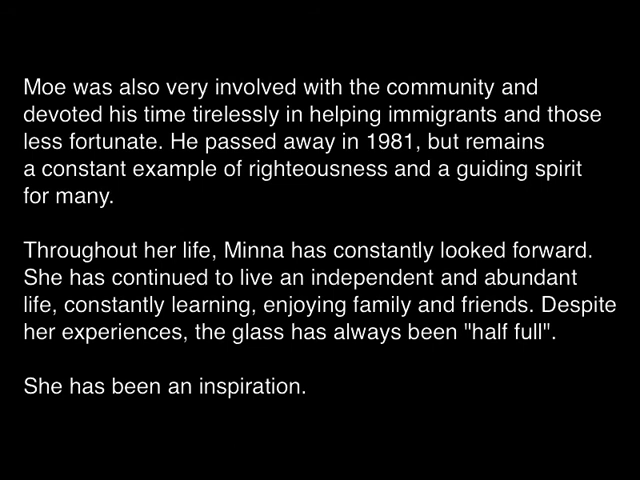 Moe was also very involved with the community and
devoted his time tirelessly in helping immigrants and those
less fortunate. He passed away in 1981, but remains
a constant example of righteousness and a guiding spirit
for many.
Throughout her life, Minna has constantly looked forward.
She has continued to live an independent and abundant
life, constantly learning, enjoying family and friends. Despite
her experiences, the glass has always been "half full".
She has been an inspiration.